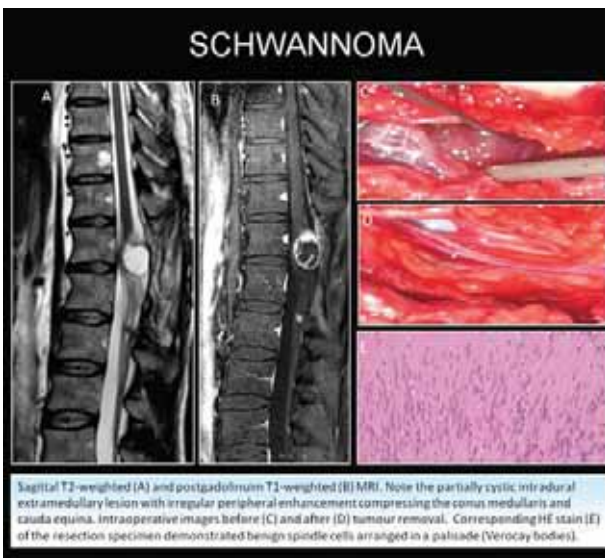 SCHWANNOMA
A
B
C
D
E
Sagittal T2-weighted (A) and postgadolinuim T1-weighted (B) MRI. Note the partially cystic intradural
extramedullary lesion with irregular peripheral enhancement compressing the conus medullaris and
cauda equina. Intraoperative images before (C) and after (D) tumour removal. Corresponding HE stain (E)
of the resection specimen demonstrated benign spindle cells arranged in a palisade (Verocay bodies).